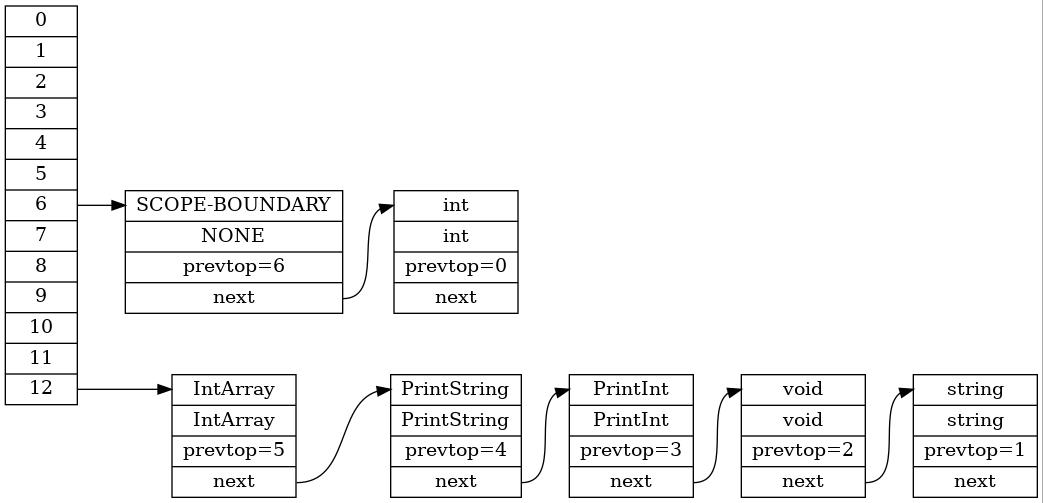 0
1
2
3
4
5
6
7
8
9
10
11
12
SCOPE-BOUNDARY
NONE
prevtop=6
next
int
int
prevtop=0
next
IntArray
IntArray
prevtop=5
next
PrintString
PrintString
prevtop=4
next
PrintInt
PrintInt
prevtop=3
next
void
void
prevtop=2
next
string
string
prevtop=1
next